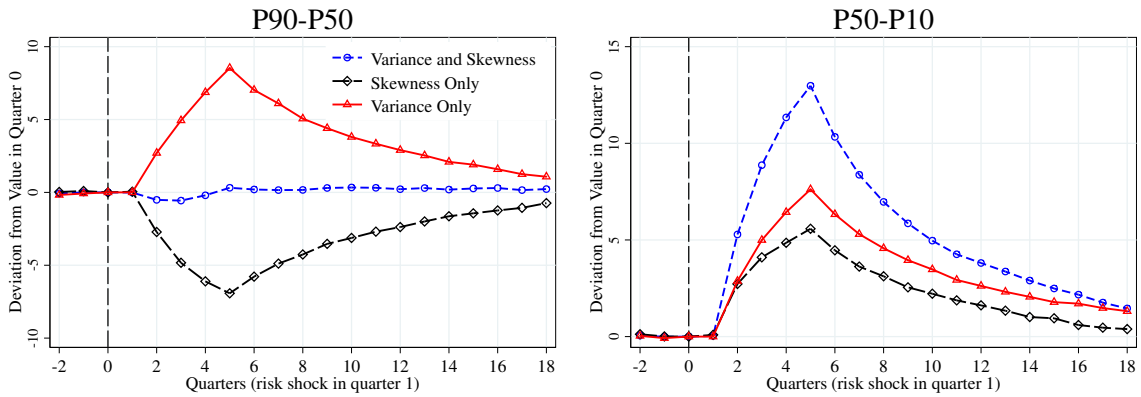 P90-P50
Deviation from Value in Quarter 0
10
5
0
-5
-10
Variance and Skewness
Skewness Only
Variance Only
-2 0 2 4 6 8 10 12 14 16 18
Quarters (risk shock in quarter 1)
P50-P10
Deviation from Value in Quarter 0
15
10
5
0
-2 0 2 4 6 8 10 12 14 16 18
Quarters (risk shock in quarter 1)